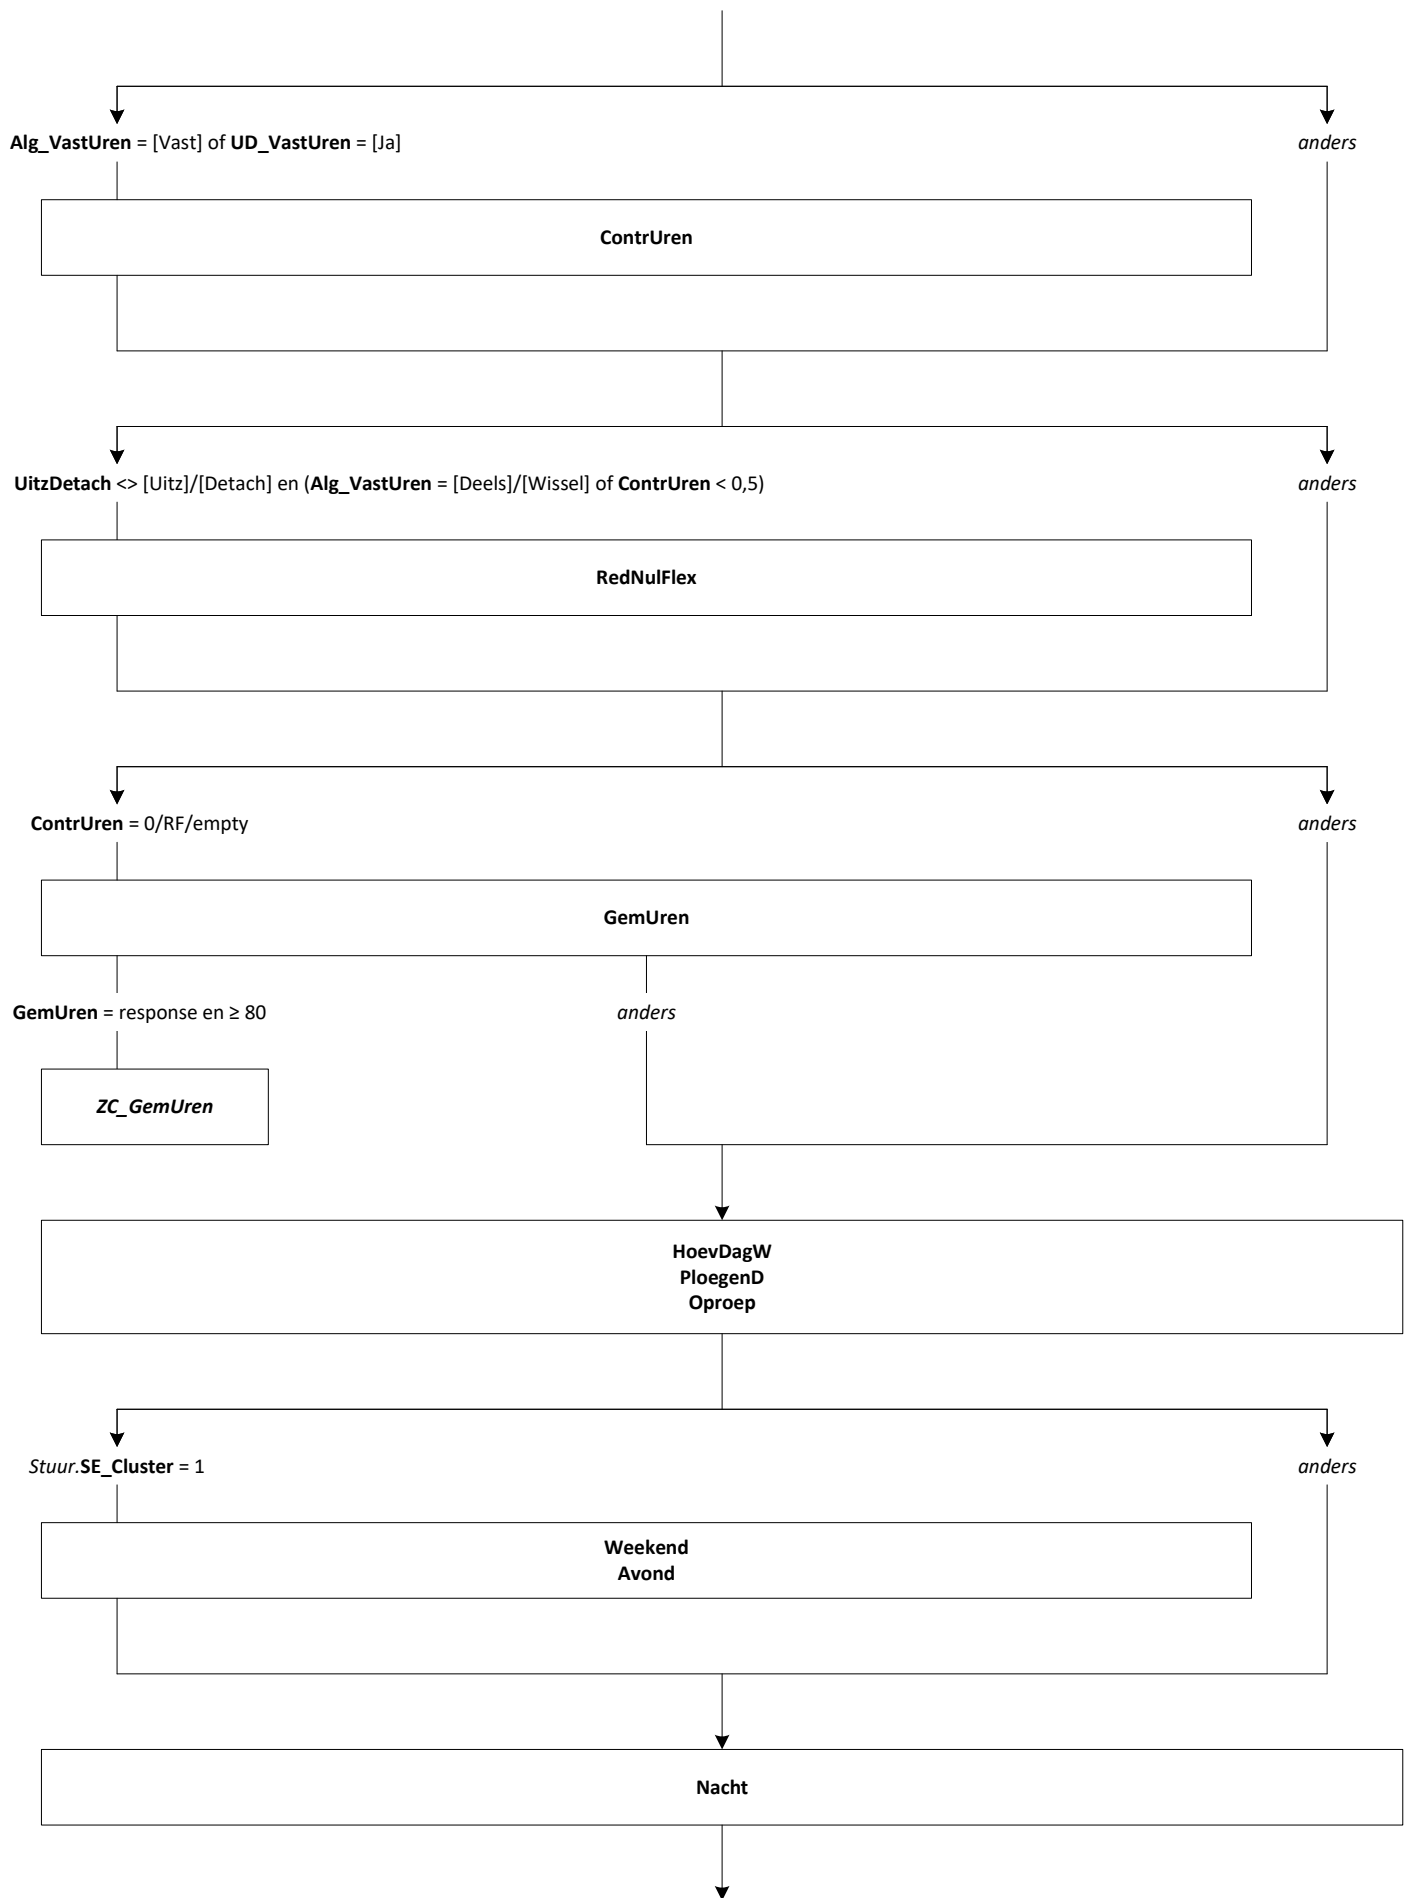 Alg_VastUren = [Vast] of UD_VastUren = [Ja]
anders
ContrUren
UitzDetach <> [Uitz]/[Detach] en (Alg_VastUren = [Deels]/[Wissel] of ContrUren < 0,5)
anders
RedNulFlex
ContrUren = 0/RF/empty
anders
GemUren
GemUren = response en ≥ 80
anders
ZC_GemUren
HoevDagW
PloegenD
Oproep
Stuur.SE_Cluster = 1
anders
Weekend
Avond
Nacht